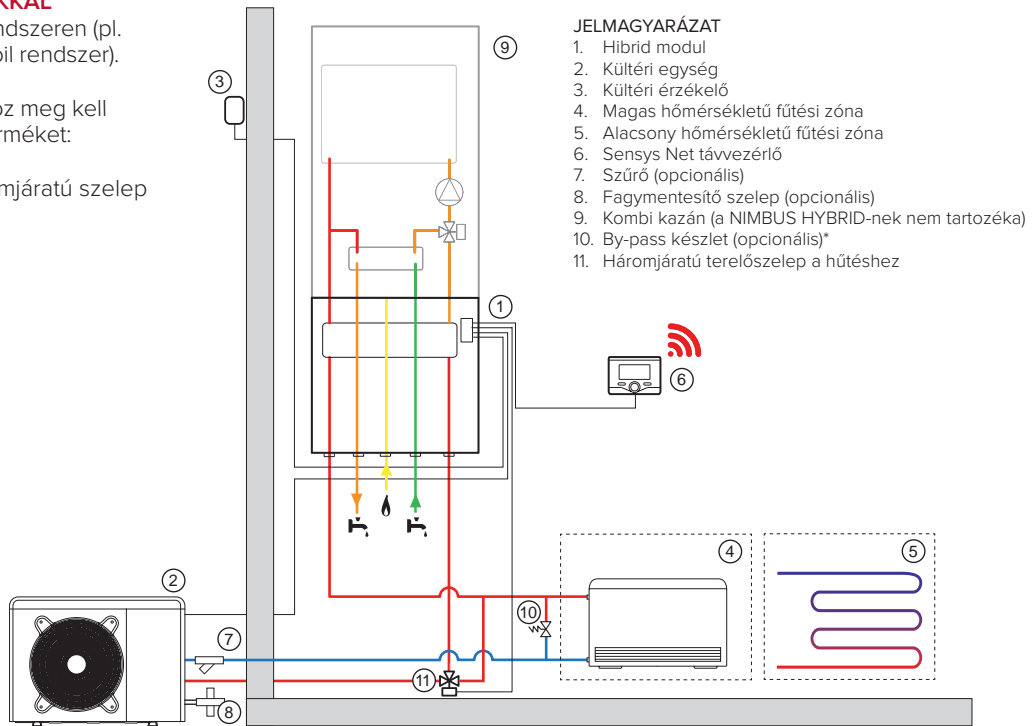 KKAL
ndszeren (pl.
bil rendszer).
oz meg kell
rméket:
mjáratú szelep
JELMAGYARÁZAT
1. Hibrid modul
2. Kültéri egység
3. Kültéri érzékelő
4. Magas hőmérsékletű fűtési zóna
5. Alacsony hőmérsékletű fűtési zóna
6. Sensys Net távvezérlő
7. Szűrő (opcionális)
8. Fagymentesítő szelep (opcionális)
9. Kombi kazán (a NIMBUS HYBRID-nek nem tartozéka)
10. By-pass készlet (opcionális)*
11. Háromjáratú terelőszelep a hűtéshez
9
3
1
6
4
5
2
10
7
11
8